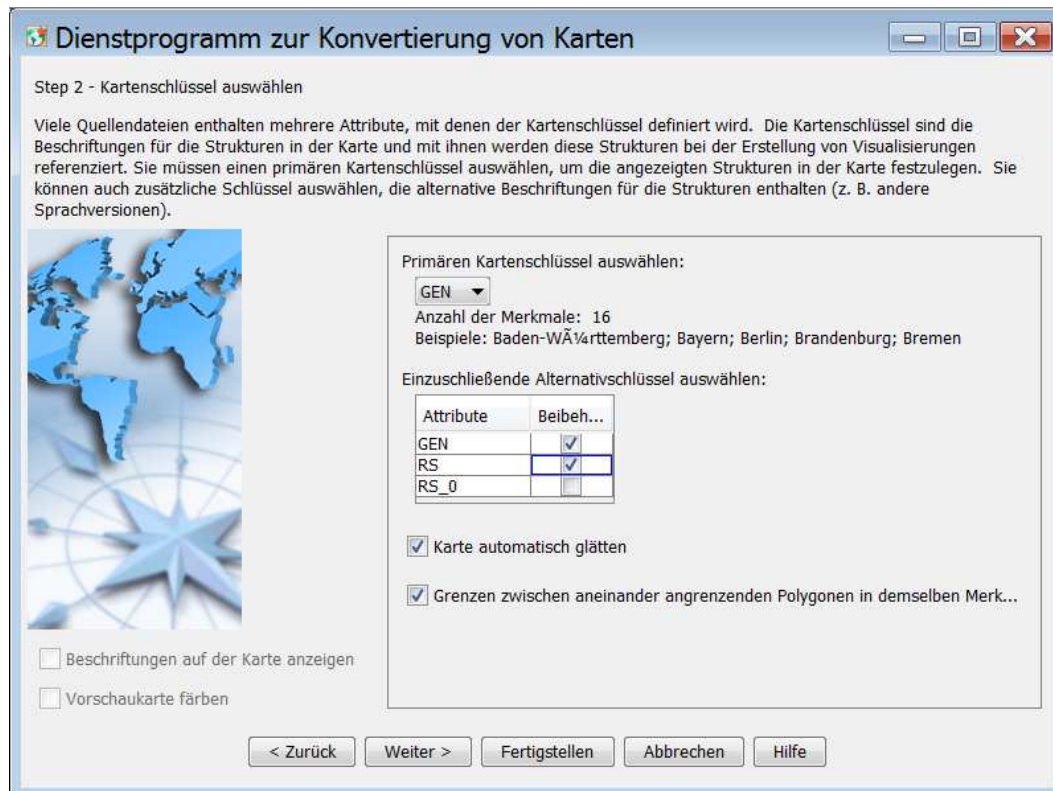 Dienstprogramm zur Konvertierung von Karten
Step 2 - Kartenschlüssel auswählen
Viele Quellendateien enthalten mehrere Attribute, mit denen der Kartenschlüssel definiert wird. Die Kartenschlüssel sind die
Beschriftungen für die Strukturen in der Karte und mit ihnen werden diese Strukturen bei der Erstellung von Visualisierungen
referenziert. Sie müssen einen primären Kartenschlüssel auswählen, um die angezeigten Strukturen in der Karte festzulegen. Sie
können auch zusätzliche Schlüssel auswählen, die alternative Beschriftungen für die Strukturen enthalten (z. B. andere
Sprachversionen).
Primären Kartenschlüssel auswählen:
GEN
Anzahl der Merkmale: 16
Beispiele: Baden-WÃ¼rttemberg; Bayern; Berlin; Brandenburg; Bremen
Einzuschließende Alternativschlüssel auswählen:
Attribute Beibeh...
GEN
RS
RS_0
Karte automatisch glätten
Grenzen zwischen aneinander angrenzenden Polygonen in demselben Merk...
Beschriftungen auf der Karte anzeigen
Vorschaukarte färben
< Zurück Weiter > Fertigstellen Abbrechen Hilfe